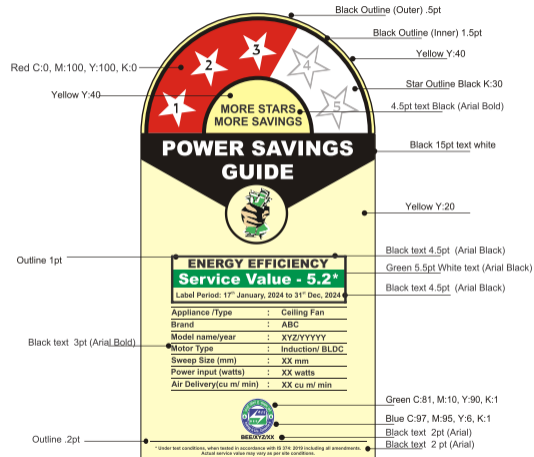 Black Outline (Outer) .5pt
Black Outline (Inner) 1.5pt
Yellow Y:40
Red C:0, M:100, Y:100, K:0
Star Outline Black K:30
Yellow Y:40
4.5pt text Black (Arial Bold)
1
2
3
4
5
MORE STARS
MORE SAVINGS
Black 15pt text white
POWER SAVINGS
GUIDE
Yellow Y:20
Outline 1pt
Black text 4.5pt (Arial Black)
ENERGY EFFICIENCY
Green 5.5pt White text (Arial Black)
Service Value - 5.2*
Black text 4.5pt (Arial Black)
Label Period: 17th January, 2024 to 31st Dec, 2024
Appliance /Type : Ceiling Fan
Brand : ABC
Model name/year : XYZ/YYYYY
Black text 3pt (Arial Bold)
Motor Type : Induction/ BLDC
Sweep Size (mm) : XX mm
Power input (watts) : XX watts
Air Delivery(cu m/ min) : XX cu m/ min
Green C:81, M:10, Y:90, K:1
Blue C:97, M:95, Y:6, K:1
Black text 2pt (Arial)
BEE/XYZ/XX
Outline .2pt
Black text 2 pt (Arial)
* Under test conditions, when tested in accordance with IS 374: 2019 including all amendments.
Actual service value may vary as per site conditions.